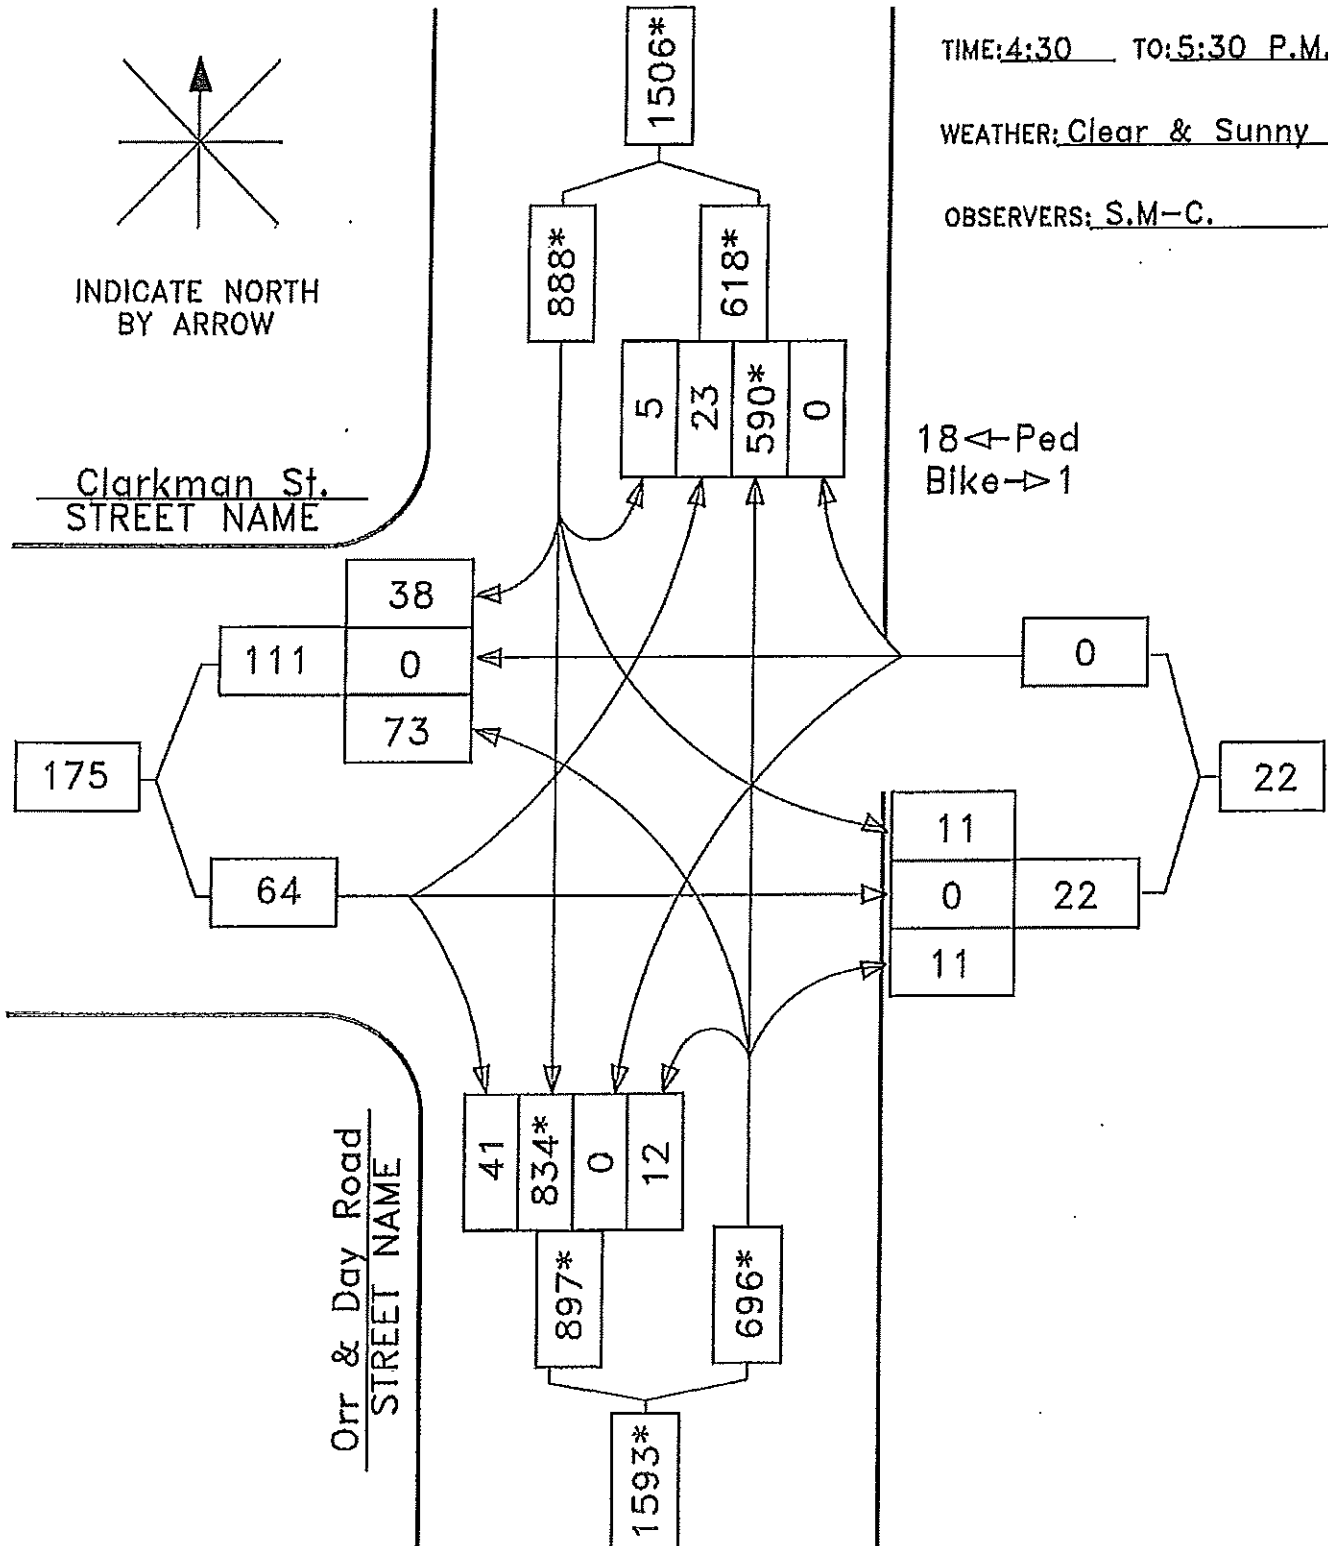 TIME: 4:30 TO: 5:30 P.M.
WEATHER: Clear & Sunny
OBSERVERS: S.M-C.
INDICATE NORTH
BY ARROW
1506*
888*
618*
5
23
590*
0
18 Ped
Bike 1
Clarkman St.
STREET NAME
38
111
0
73
175
64
0
22
11
0
22
11
41
834*
0
12
897*
696*
1593*
Orr & Day Road
STREET NAME